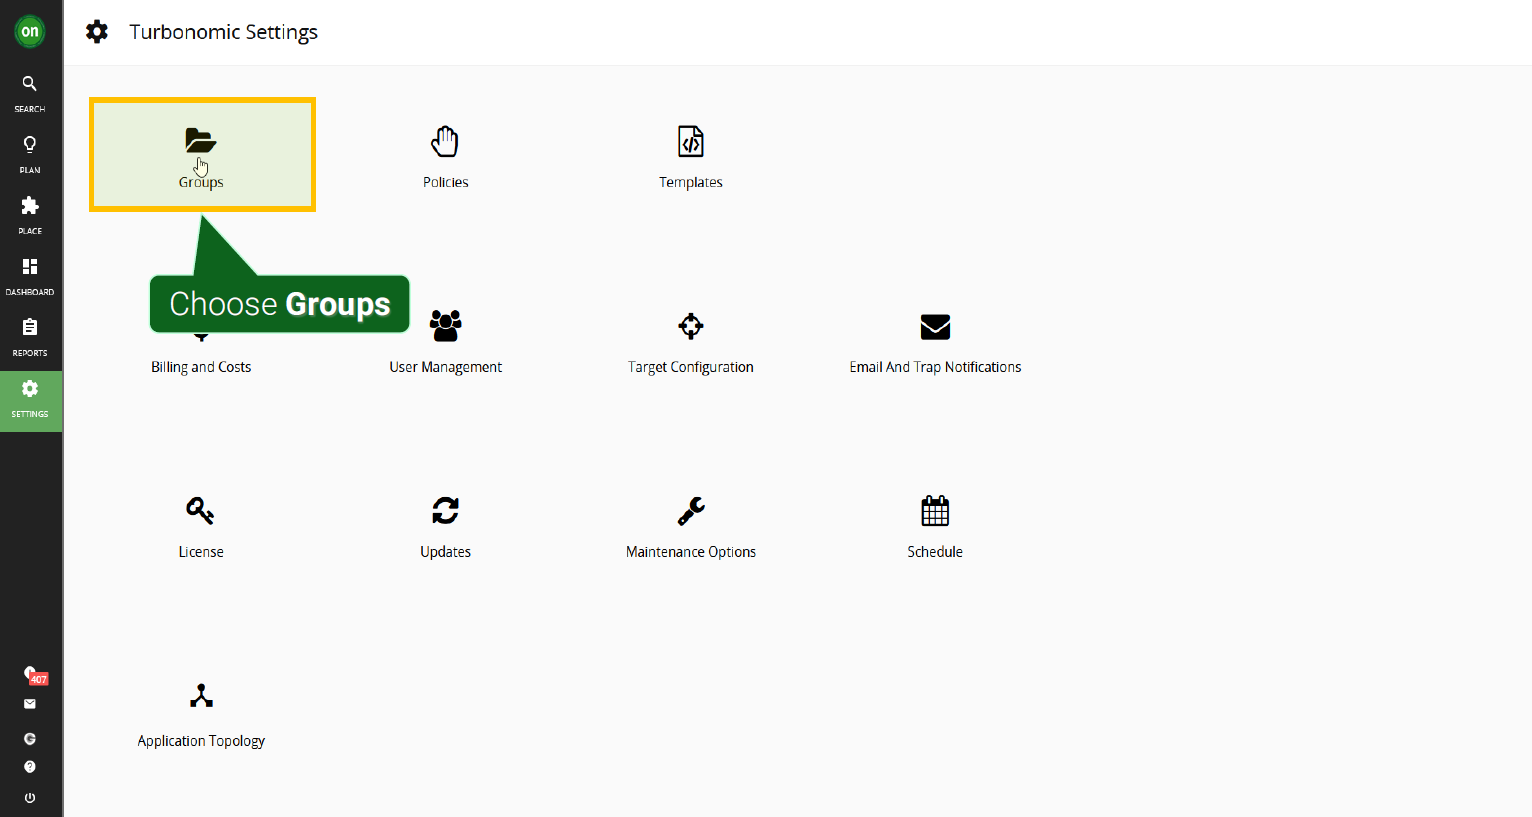 on
Turbonomic Settings
SEARCH
PLAN
PLACE
DASHBOARD
REPORTS
SETTINGS
407
Groups
Policies
Templates
Choose Groups
Billing and Costs
User Management
Target Configuration
Email And Trap Notifications
License
Updates
Maintenance Options
Schedule
Application Topology